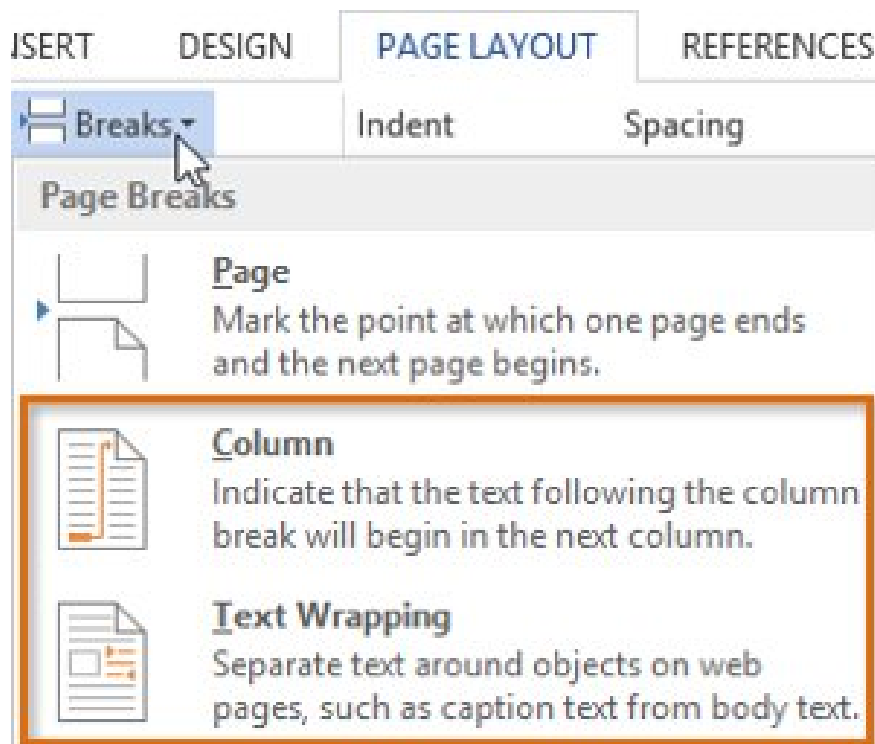 NSERT DESIGN PAGE LAYOUT REFERENCES
Breaks Indent Spacing
Page Breaks
Page
Mark the point at which one page ends
and the next page begins.
Column
Indicate that the text following the column
break will begin in the next column.
Text Wrapping
Separate text around objects on web
pages, such as caption text from body text.